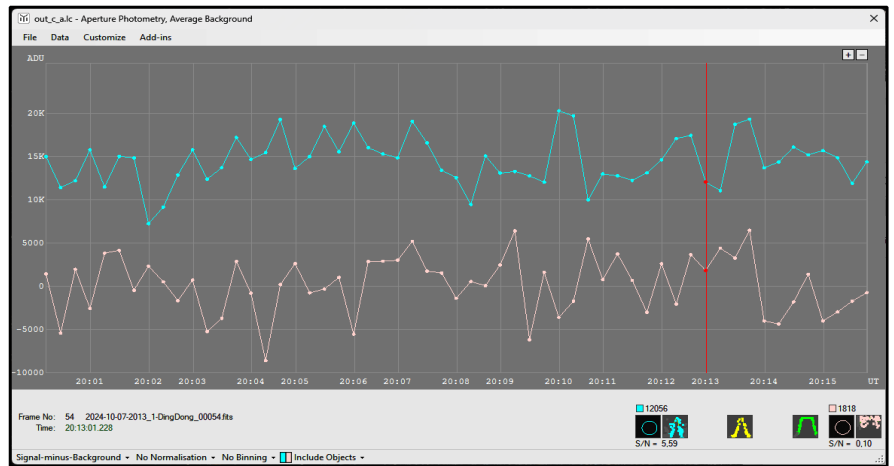 out_c_a.lc - Aperture Photometry, Average Background
File Data Customize Add-ins
ADU
+ −
20K
15K
10K
5000
0
-5000
-10000
20:01 20:02 20:03 20:04 20:05 20:06 20:07 20:08 20:09 20:10 20:11 20:12 20:13 20:14 20:15 UT
12056 1818
Frame No: 54 2024-10-07-2013_1-DingDong_00054.fits
Time: 20:13:01.228
S/N = 5,59 S/N = 0,10
Signal-minus-Background No Normalisation No Binning Include Objects